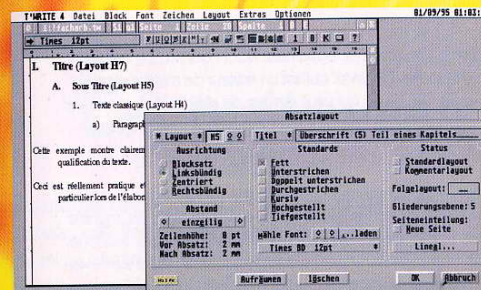 T'WRITE 4 Datei Block Font Zeichen Layout Extras Optionen 01/09/95 01:03:
Seite Zeile Spalte
Times 12pt
I. Titre (Layout H7)
A. Sous Titre (Layout H5)
1. Texte classique (Layout H4)
a) Paragrap
Cette exemple montre clairem
qualification du texte.
Ceci est réellement pratique et
particulier lors de l'élabor
Absatzlayout
Layout H5 Titel Überschrift (5) Teil eines Kapitels
Ausrichtung
Blocksatz
Linksbündig
Zentriert
Rechtsbündig
Abstand
einzeilig
Zeilenhöhe: 0 pt
Vor Absatz: 2 mm
Nach Absatz: 2 mm
Standards
Fett
Unterstrichen
Doppelt unterstrichen
Durchgestrichen
Kursiv
Hochgestellt
Tiefgestellt
Wähle Font: ...laden
Times BD 12pt
Status
Standardlayout
Kommentarlayout
Folgelayout:
Gliederungsebene: 5
Seiteneinteilung:
Neue Seite
Lineal...
Aufräumen löschen OK Abbruch